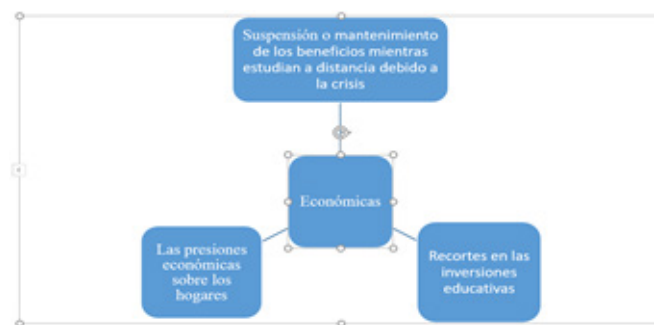 Suspensión o mantenimiento
de los beneficios mientras
estudian a distancia debido a
la crisis
Económicas
Las presiones
económicas
sobre los
hogares
Recortes en las
inversiones
educativas